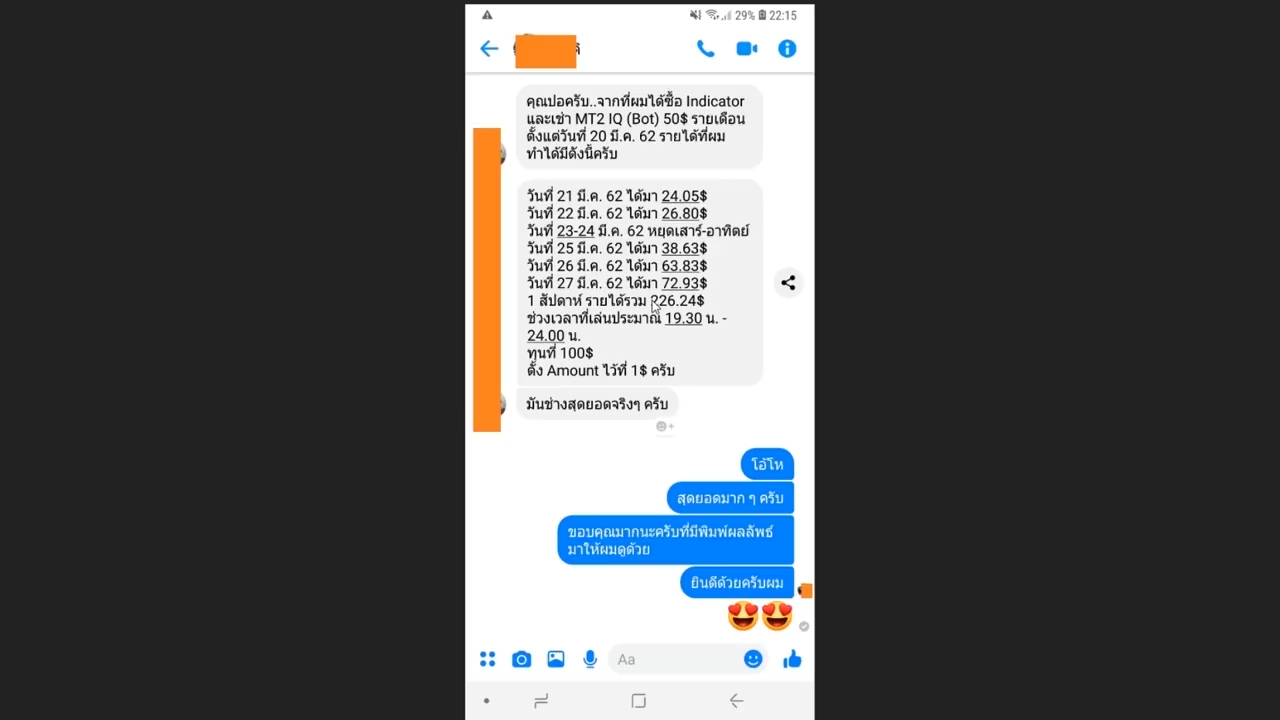 29% 22:15
คุณปอครับ..จากที่ผมได้ซื้อ Indicator
และเช่า MT2 IQ (Bot) 50$ รายเดือน
ตั้งแต่วันที่ 20 มี.ค. 62 รายได้ที่ผม
ทำได้มีดังนี้ครับ
วันที่ 21 มี.ค. 62 ได้มา 24.05$
วันที่ 22 มี.ค. 62 ได้มา 26.80$
วันที่ 23-24 มี.ค. 62 หยุดเสาร์-อาทิตย์
วันที่ 25 มี.ค. 62 ได้มา 38.63$
วันที่ 26 มี.ค. 62 ได้มา 63.83$
วันที่ 27 มี.ค. 62 ได้มา 72.93$
1 สัปดาห์ รายได้รวม 226.24$
ช่วงเวลาที่เล่นประมาณ 19.30 น. -
24.00 น.
ทุนที่ 100$
ตั้ง Amount ไว้ที่ 1$ ครับ
มันช่างสุดยอดจริงๆ ครับ
โอ้โห
สุดยอดมาก ๆ ครับ
ขอบคุณมากนะครับที่มีพิมพ์ผลลัพธ์
มาให้ผมดูด้วย
ยินดีด้วยครับผม
Aa